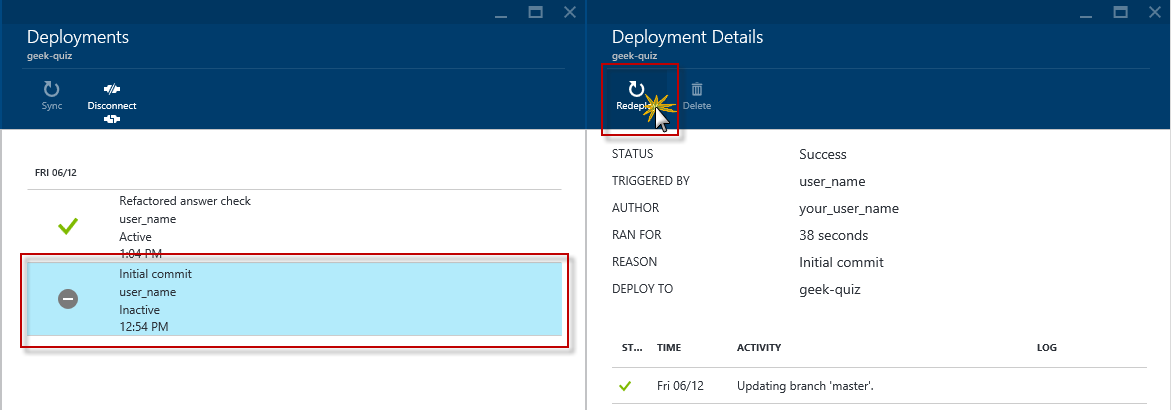 Deployments
geek-quiz
Sync
Disconnect
FRI 06/12
Refactored answer check
user_name
Active
1:04 PM
Initial commit
user_name
Inactive
12:54 PM
Deployment Details
geek-quiz
Redeploy
Delete
STATUS Success
TRIGGERED BY user_name
AUTHOR your_user_name
RAN FOR 38 seconds
REASON Initial commit
DEPLOY TO geek-quiz
ST... TIME ACTIVITY LOG
Fri 06/12 Updating branch 'master'.